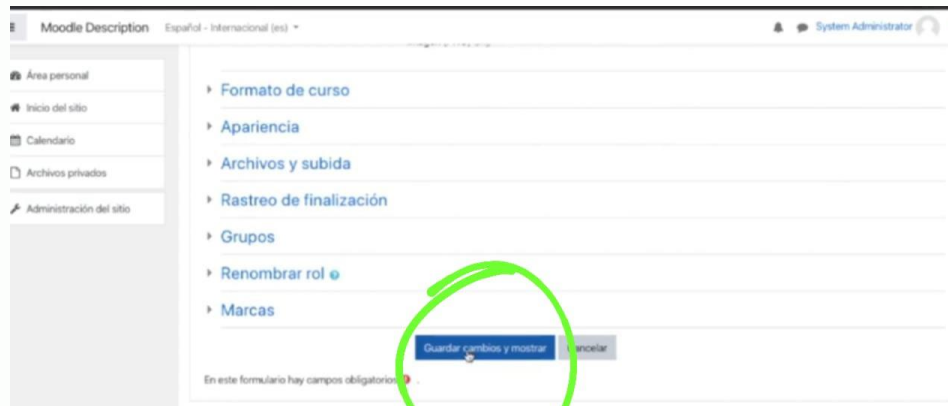 Moodle Description Español - Internacional (es) System Administrator
Área personal
Inicio del sitio
Calendario
Archivos privados
Administración del sitio
Formato de curso
Apariencia
Archivos y subida
Rastreo de finalización
Grupos
Renombrar rol
Marcas
Guardar cambios y mostrar Cancelar
En este formulario hay campos obligatorios .